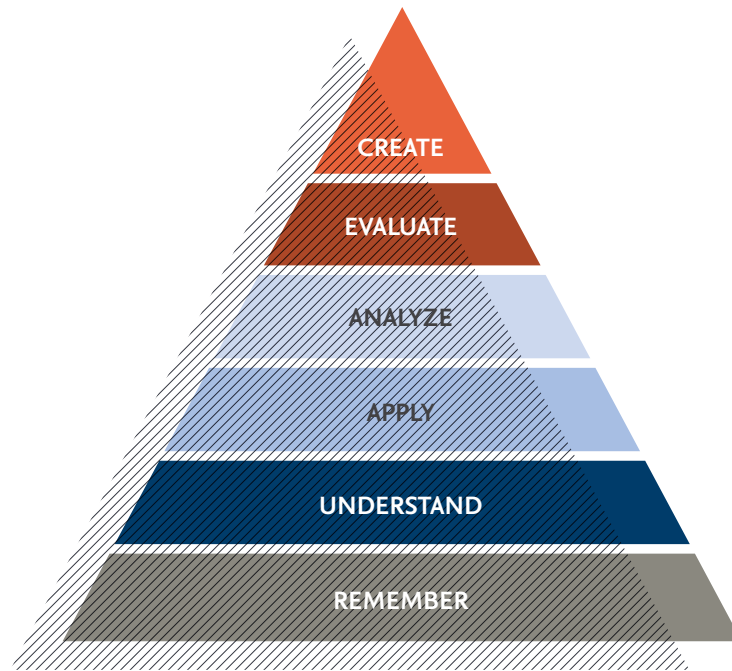 CREATE
EVALUATE
ANALYZE
APPLY
UNDERSTAND
REMEMBER